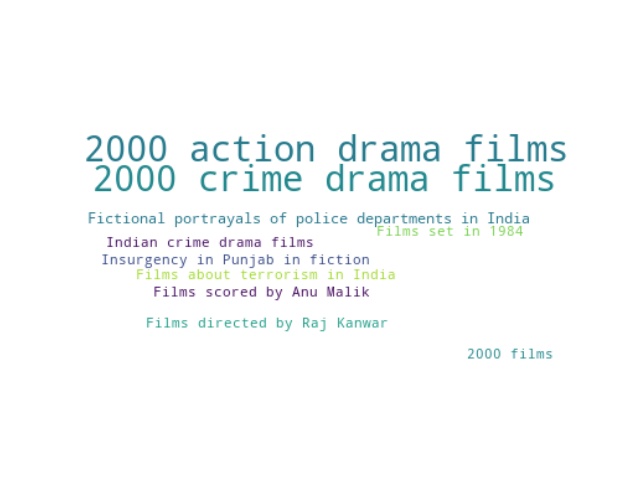 2000 action drama films
2000 crime drama films
Fictional portrayals of police departments in India
Films set in 1984
Indian crime drama films
Insurgency in Punjab in fiction
Films about terrorism in India
Films scored by Anu Malik
Films directed by Raj Kanwar
2000 films